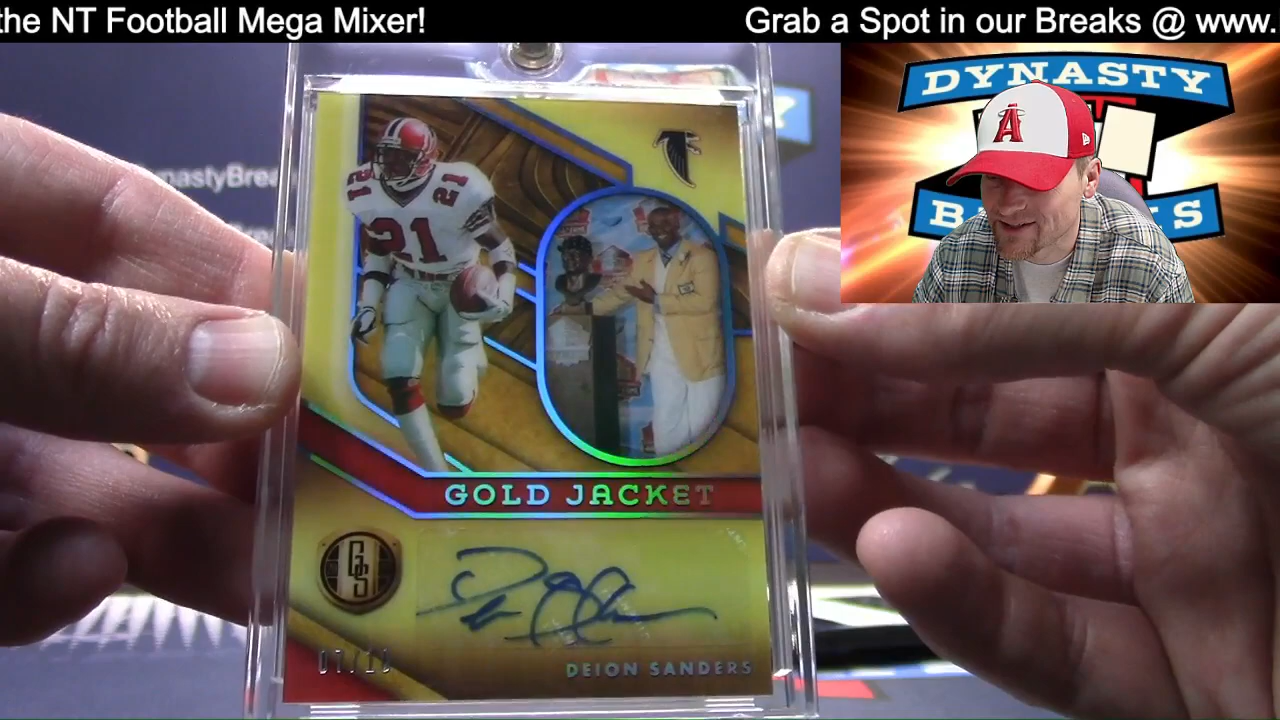 the NT Football Mega Mixer!
Grab a Spot in our Breaks @ www.
DYNASTY
A
21
21
21
GOLD JACKET
GS
DEION SANDERS